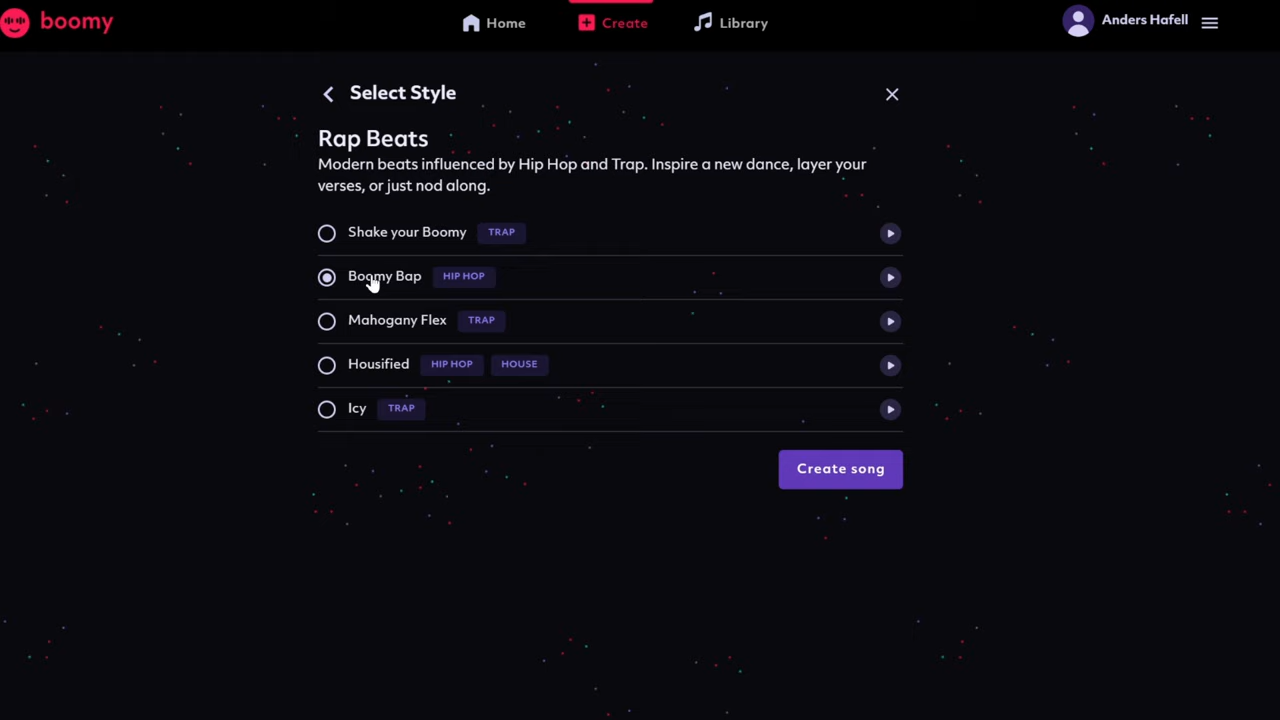 boomy
Home
Create
Library
Anders Hafell
Select Style
Rap Beats
Modern beats influenced by Hip Hop and Trap. Inspire a new dance, layer your
verses, or just nod along.
Shake your Boomy TRAP
Boomy Bap HIP HOP
Mahogany Flex TRAP
Housified HIP HOP HOUSE
Icy TRAP
Create song